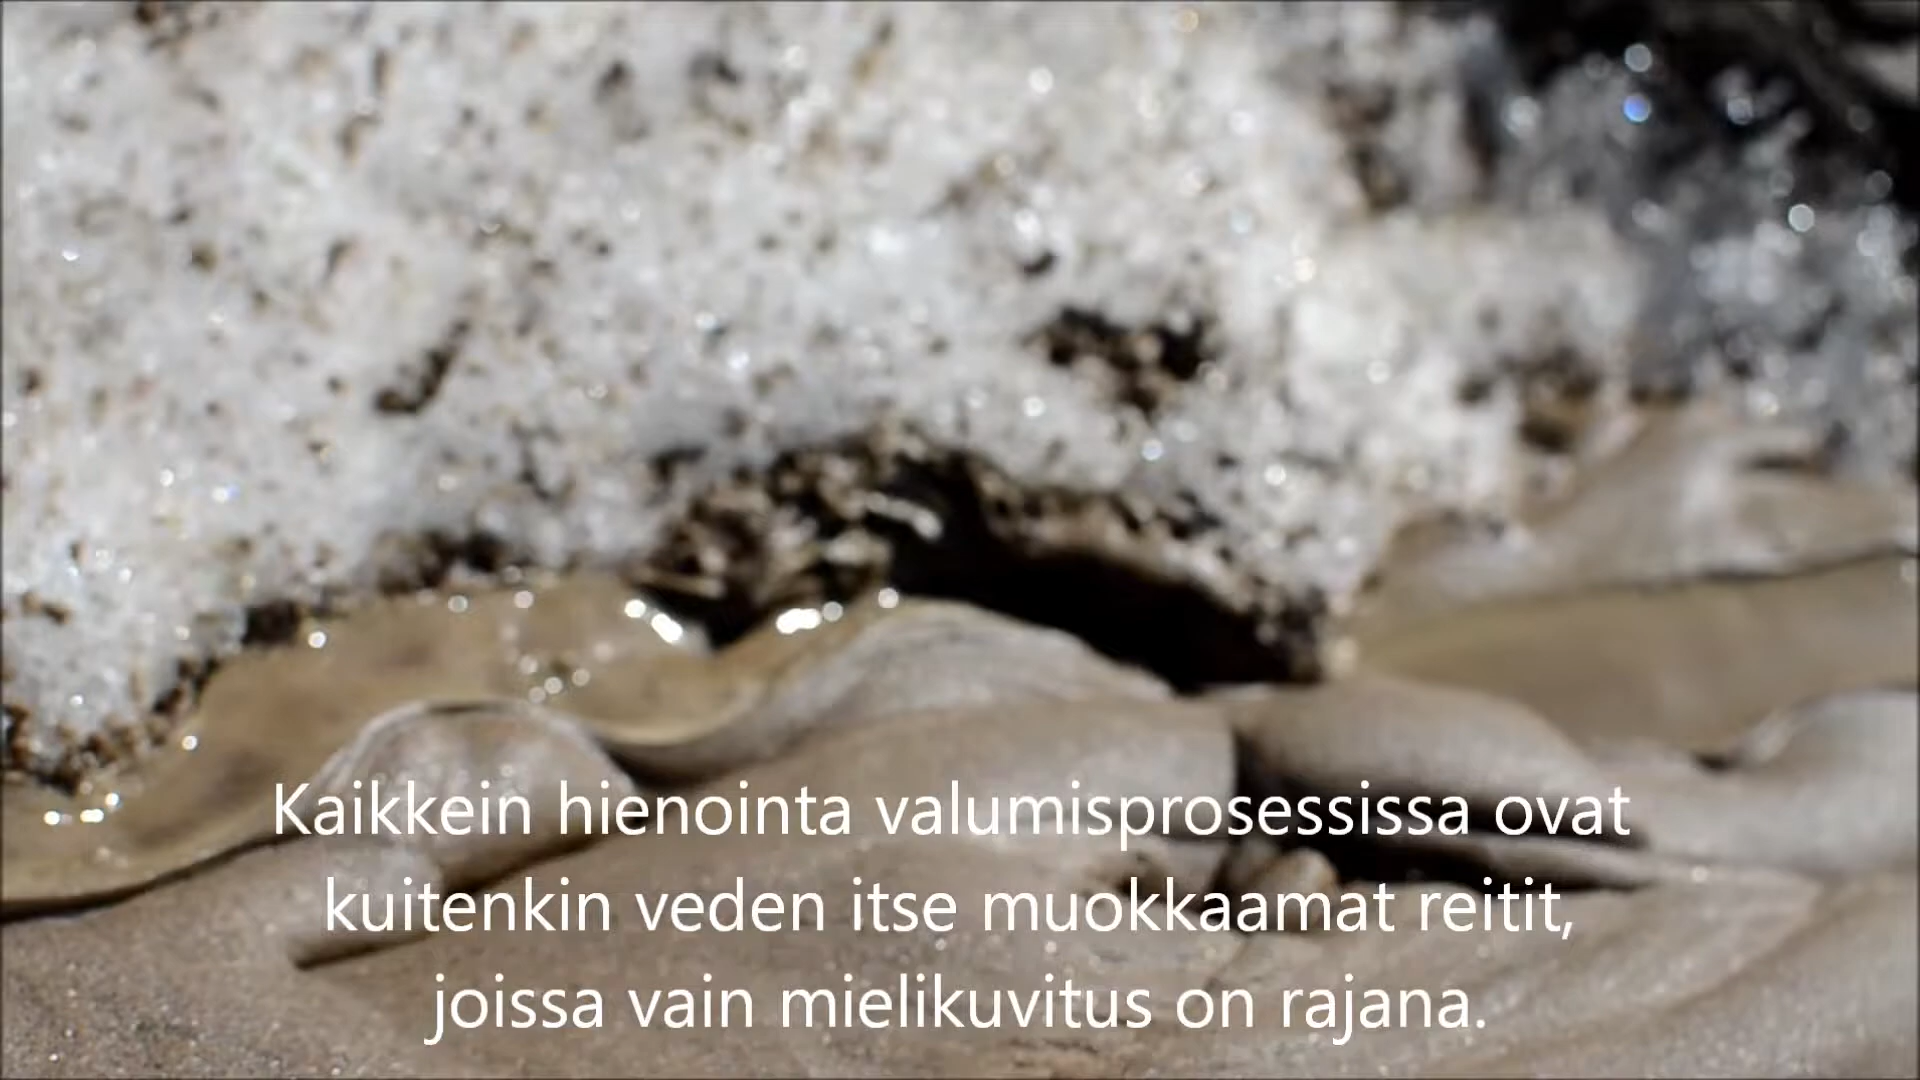 Kaikkein hienointa valumisprosessissa ovat
kuitenkin veden itse muokkaamat reitit,
joissa vain mielikuvitus on rajana.